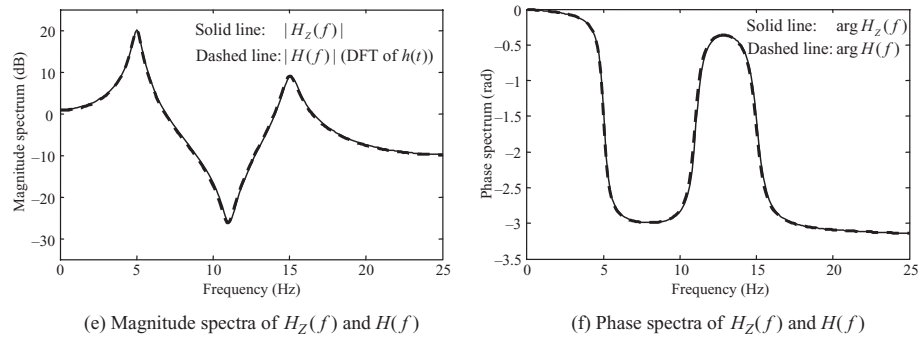 20
10
0
−10
−20
−30
Magnitude spectrum (dB)
Solid line: |H_Z(f)|
Dashed line: |H(f)| (DFT of h(t))
0 5 10 15 20 25
Frequency (Hz)
(e) Magnitude spectra of H_Z(f) and H(f)
0
−0.5
−1
−1.5
−2
−2.5
−3
−3.5
Phase spectrum (rad)
Solid line: arg H_Z(f)
Dashed line: arg H(f)
0 5 10 15 20 25
Frequency (Hz)
(f) Phase spectra of H_Z(f) and H(f)